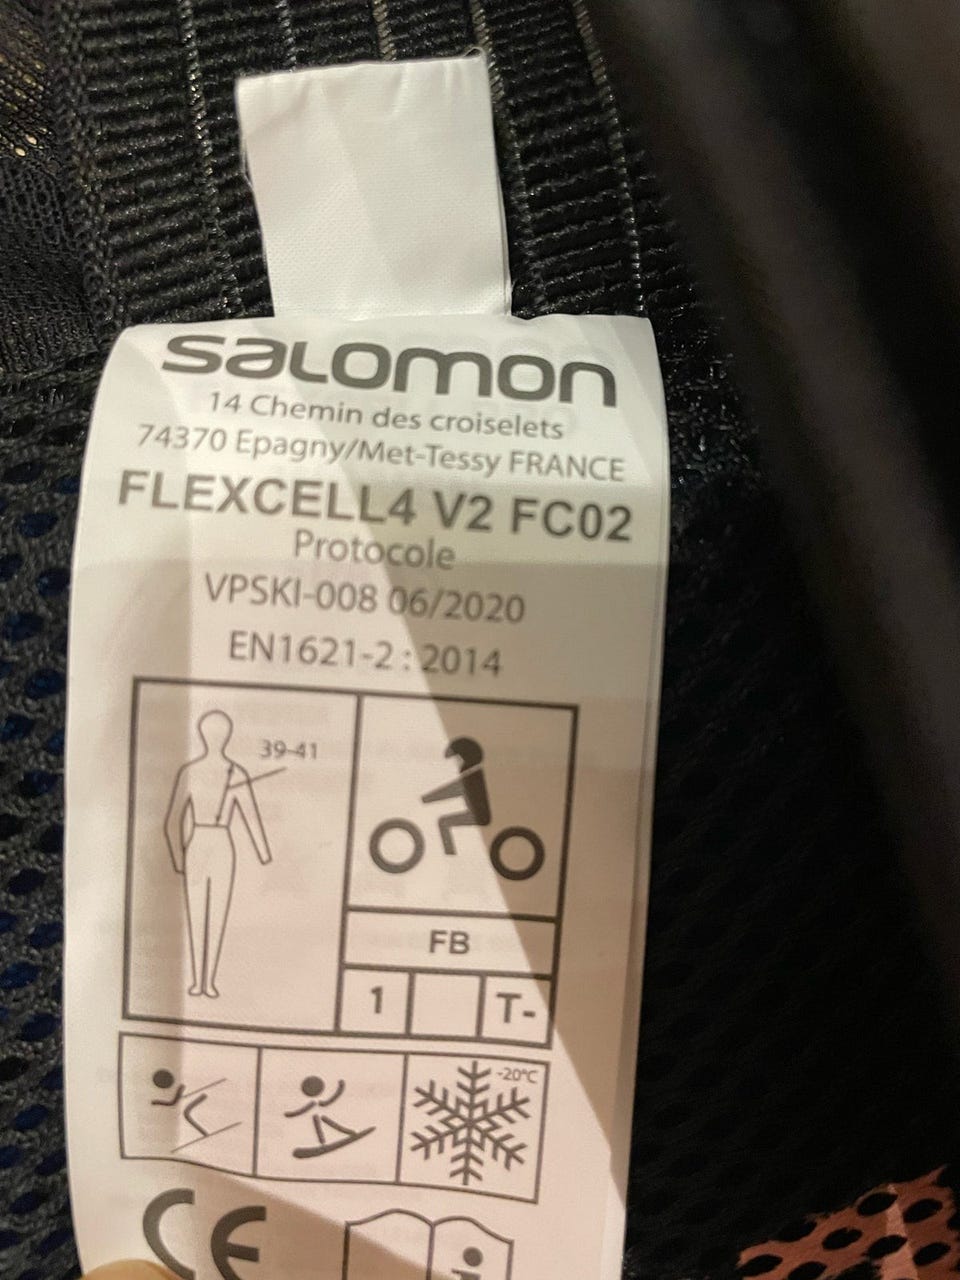 SALOMON
14 Chemin des croiselets
74370 Epagny/Met-Tessy FRANCE
FLEXCELL4 V2 FC02
Protocole
VPSKI-008 06/2020
EN1621-2 : 2014
39-41
FB
1 T-
-20°C
CE
i